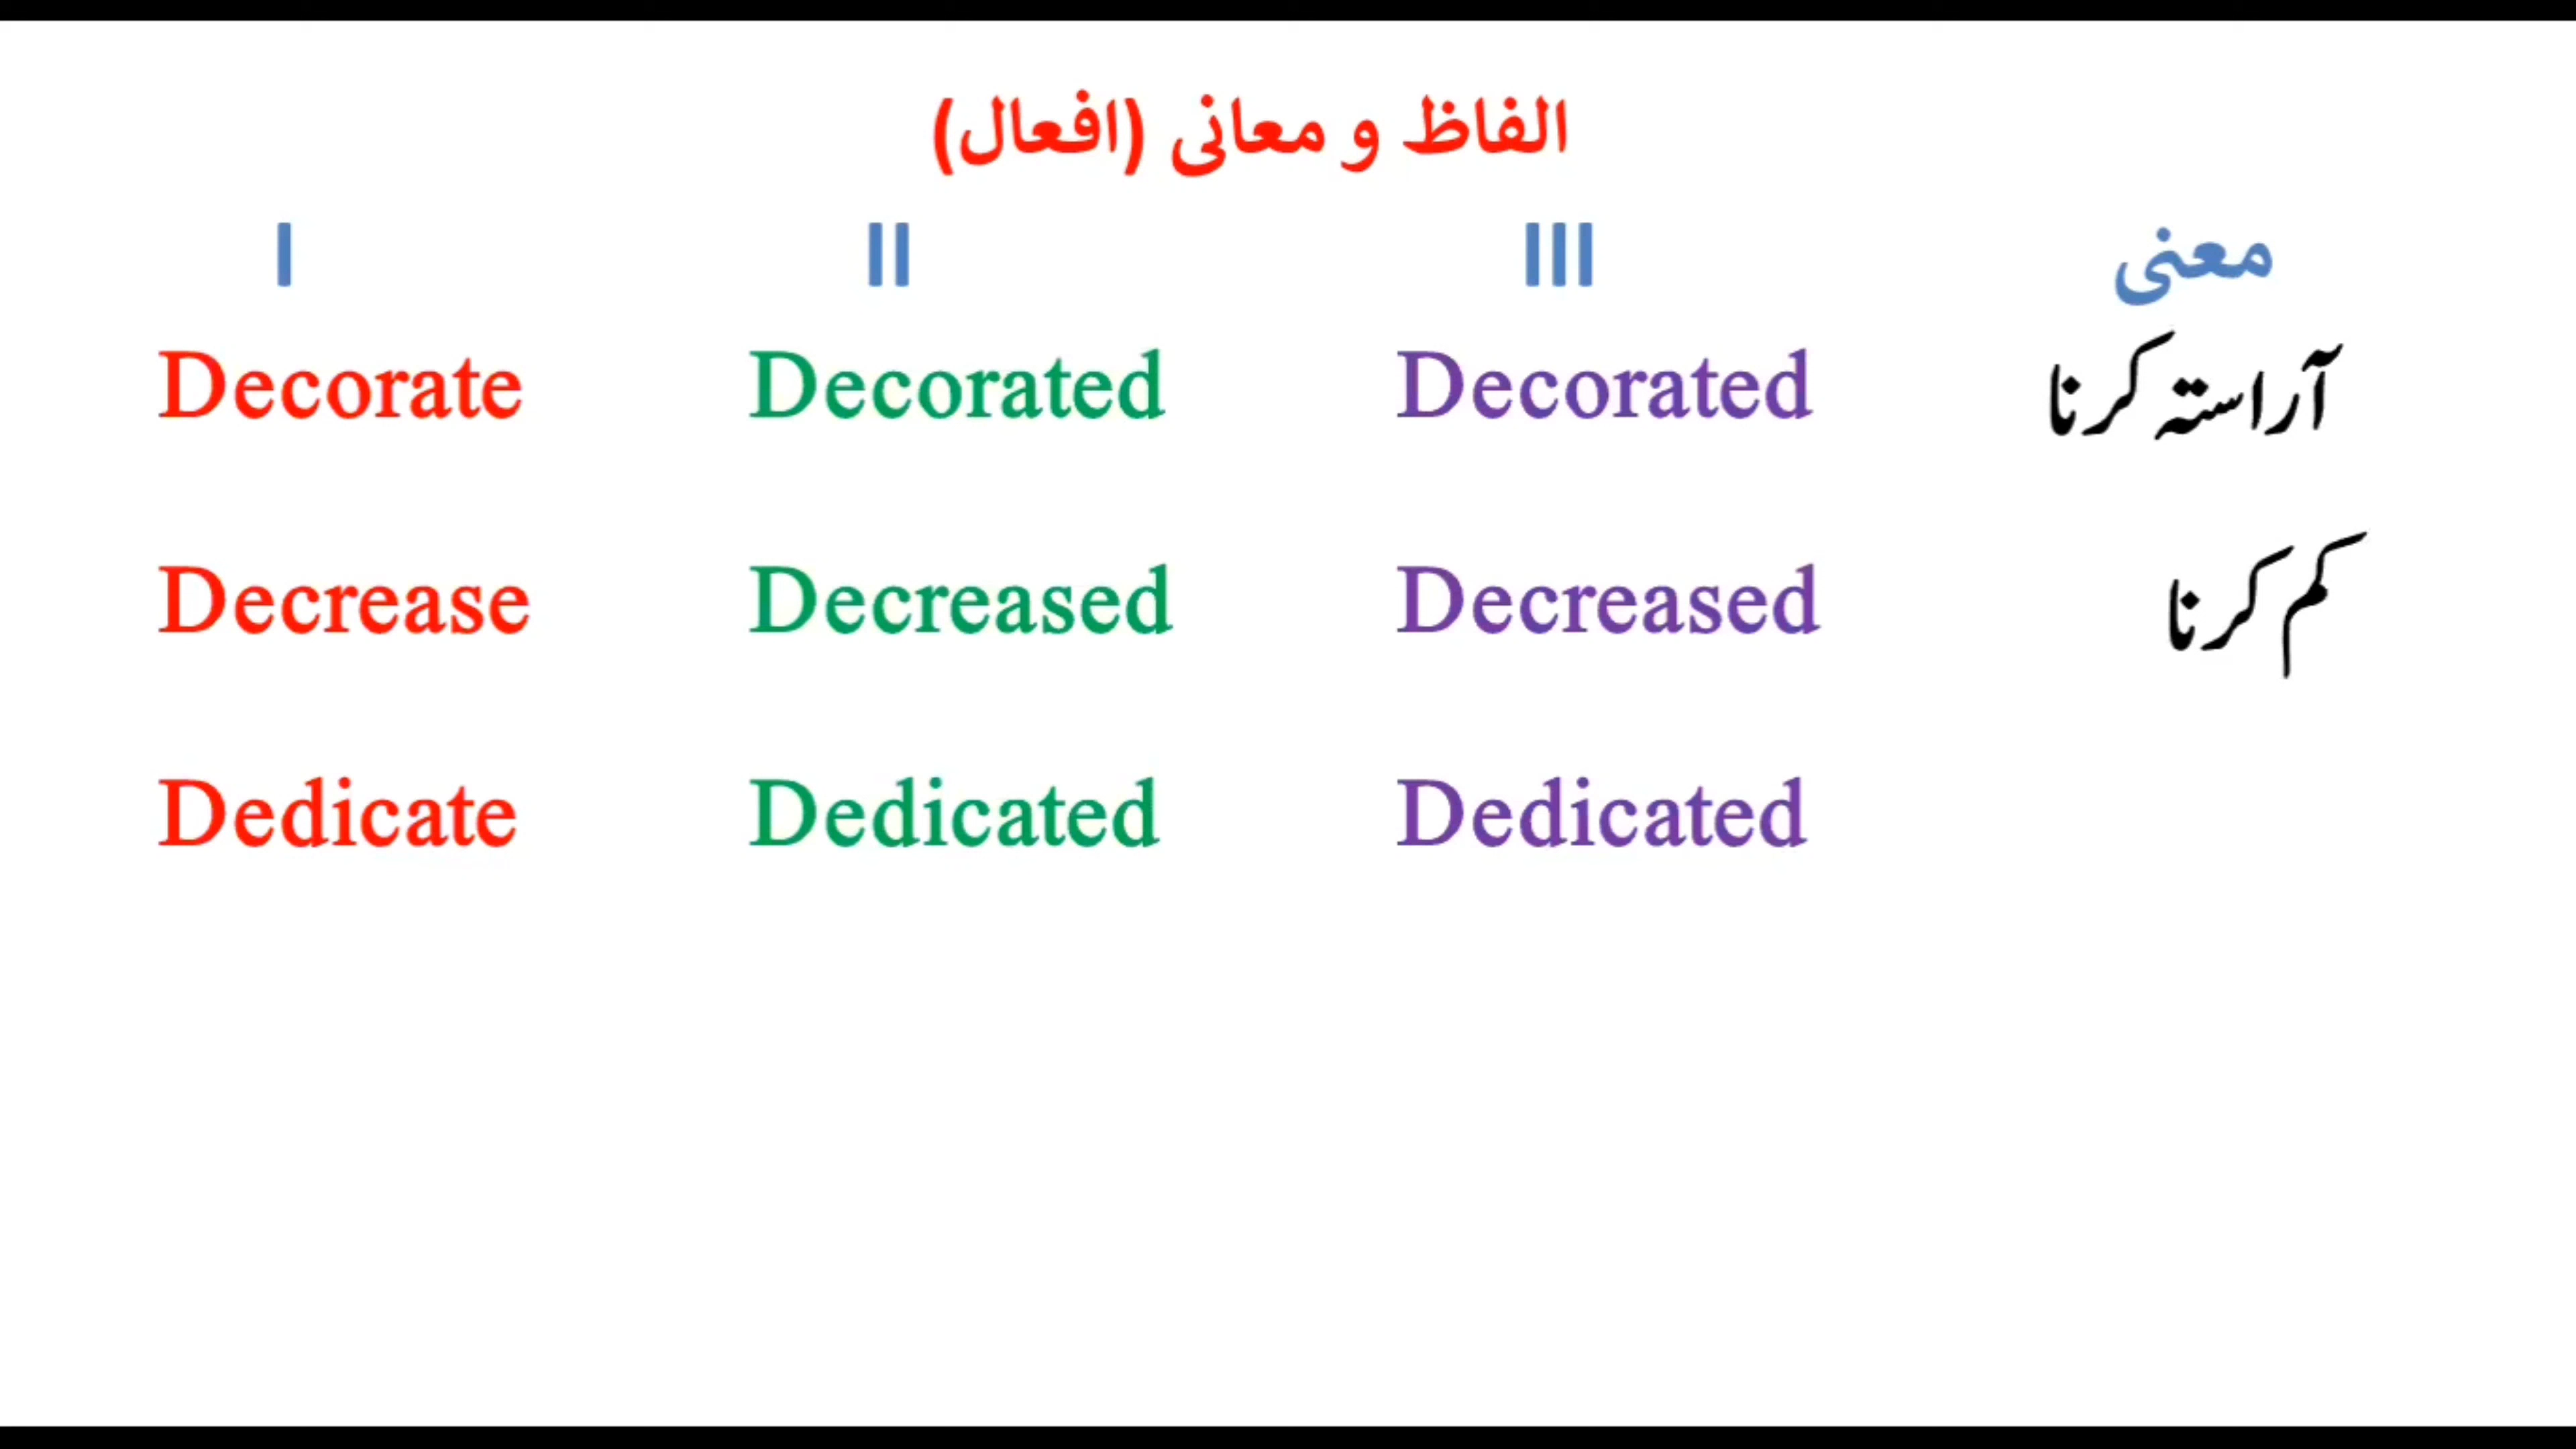 الفاظ و معانی (افعال)
I II III معنی
Decorate Decorated Decorated آراستہ کرنا
Decrease Decreased Decreased کم کرنا
Dedicate Dedicated Dedicated